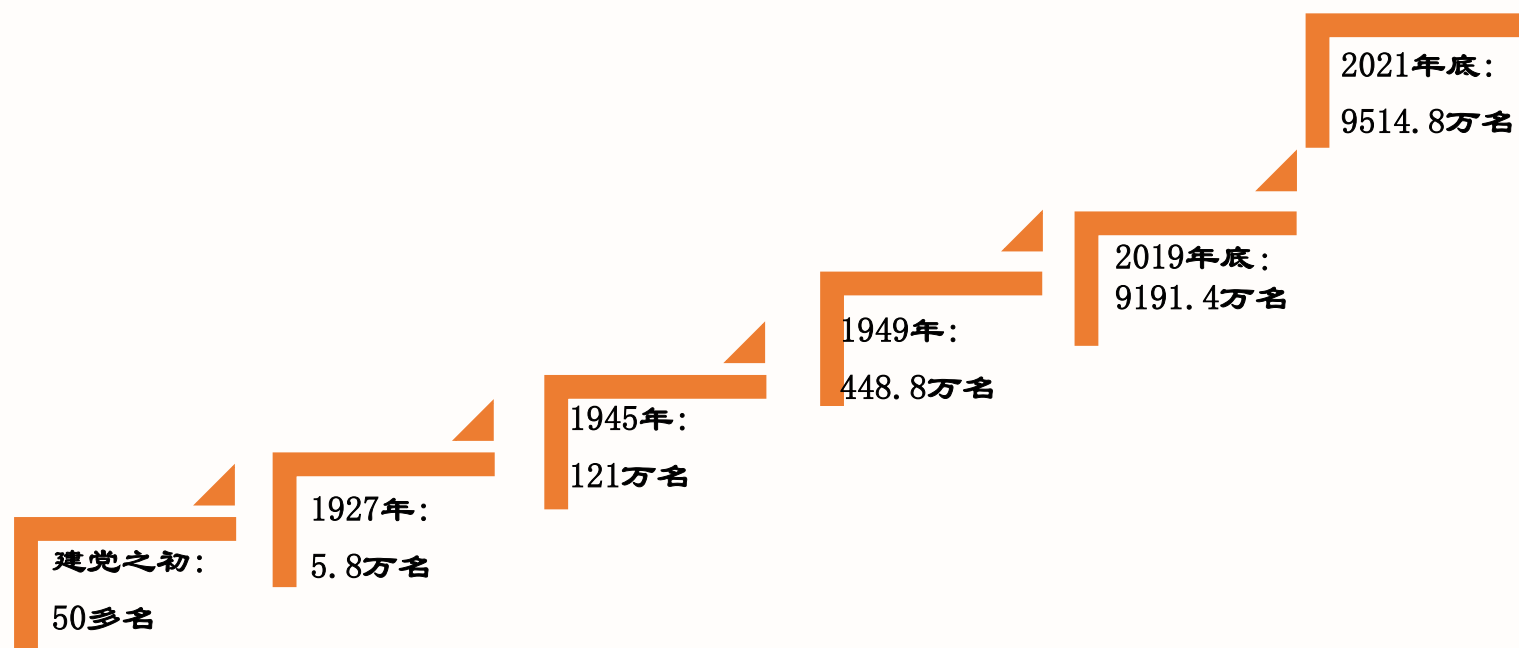 建党之初：
50多名
1927年：
5.8万名
1945年：
121万名
1949年：
448.8万名
2019年底：
9191.4万名
2021年底：
9514.8万名